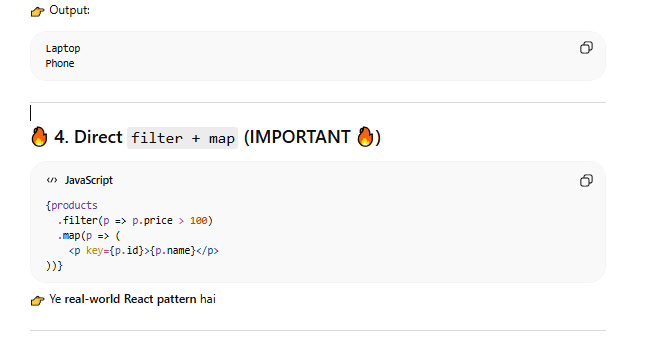 👉 Output:
Laptop
Phone
🔥 4. Direct filter + map (IMPORTANT 🔥)
</> JavaScript
{products
  .filter(p => p.price > 100)
  .map(p => (
    <p key={p.id}>{p.name}</p>
))}
👉 Ye real-world React pattern hai